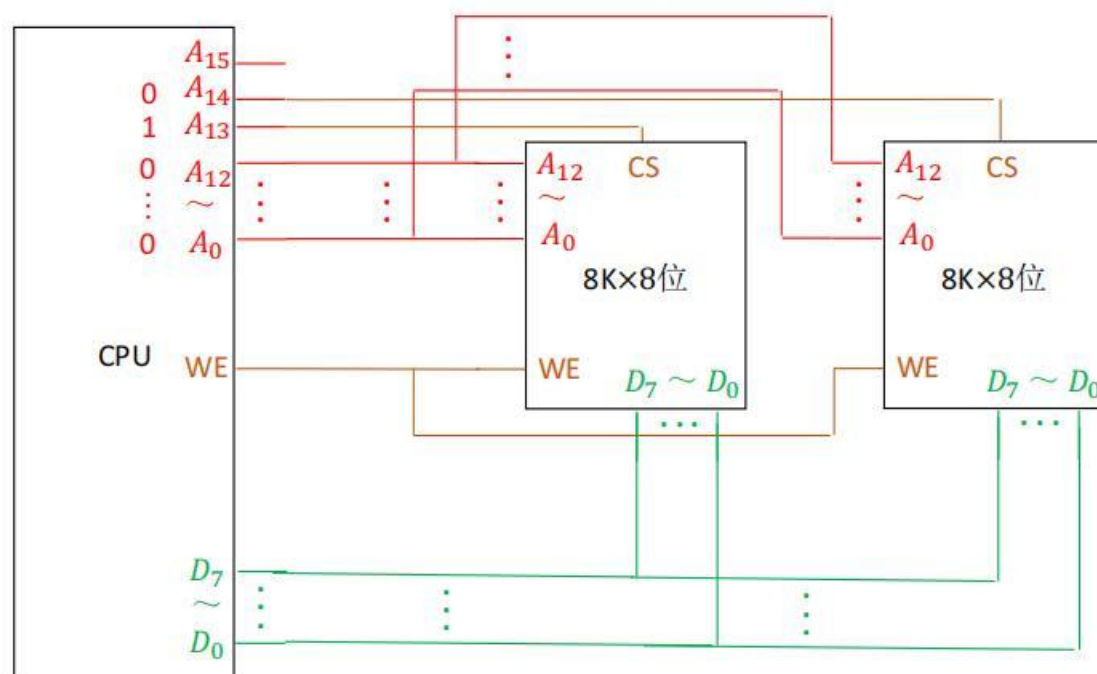 A₁₅
0 A₁₄
1 A₁₃
0 A₁₂
⋮ ~
0 A₀
CPU
WE
D₇
~
D₀
CS
A₁₂
~
A₀
8K×8位
WE
D₇ ~ D₀
CS
A₁₂
~
A₀
8K×8位
WE
D₇ ~ D₀